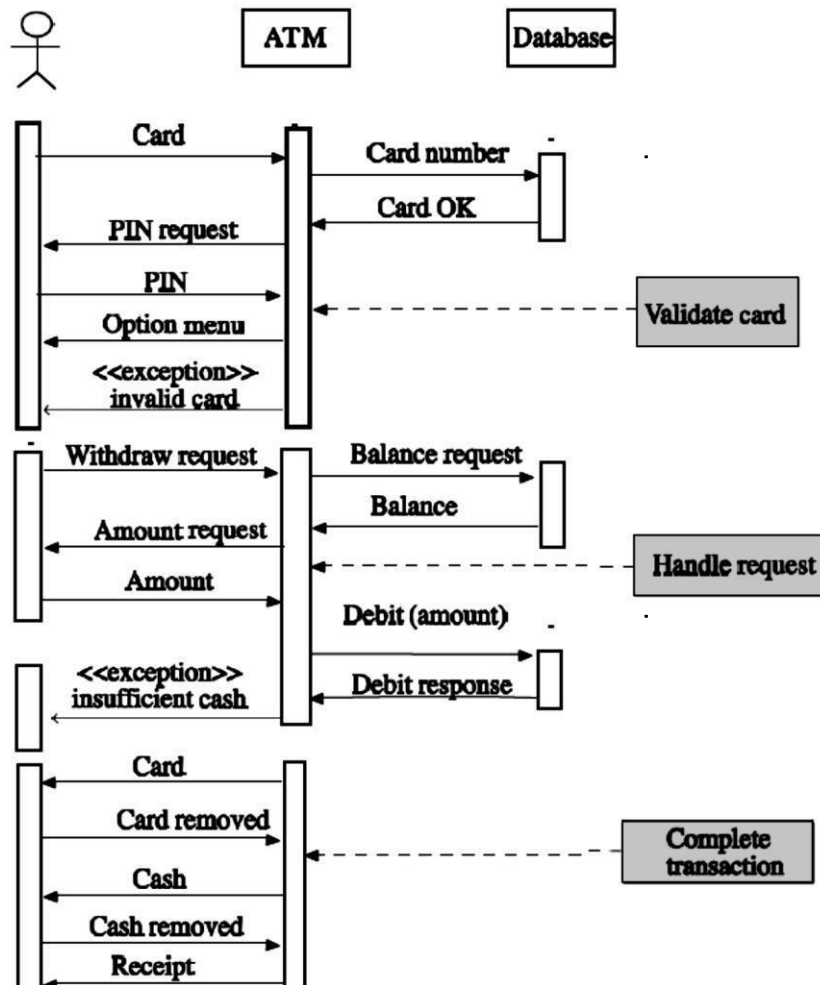 ATM
Database
Card
Card number
Card OK
PIN request
PIN
Validate card
Option menu
<<exception>>
invalid card
Withdraw request
Balance request
Balance
Amount request
Handle request
Amount
Debit (amount)
<<exception>>
insufficient cash
Debit response
Card
Card removed
Complete
transaction
Cash
Cash removed
Receipt